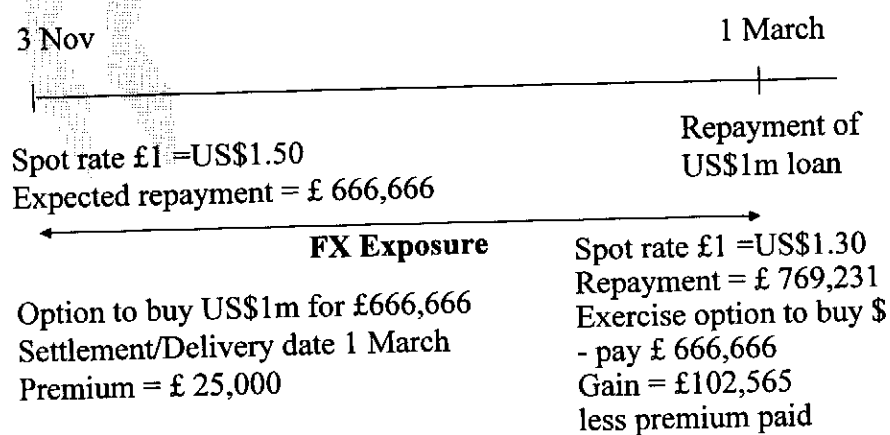 3 Nov
1 March
Repayment of
US$1m loan
Spot rate £1 =US$1.50
Expected repayment = £ 666,666
FX Exposure
Option to buy US$1m for £666,666
Settlement/Delivery date 1 March
Premium = £ 25,000
Spot rate £1 =US$1.30
Repayment = £ 769,231
Exercise option to buy $
- pay £ 666,666
Gain = £102,565
less premium paid